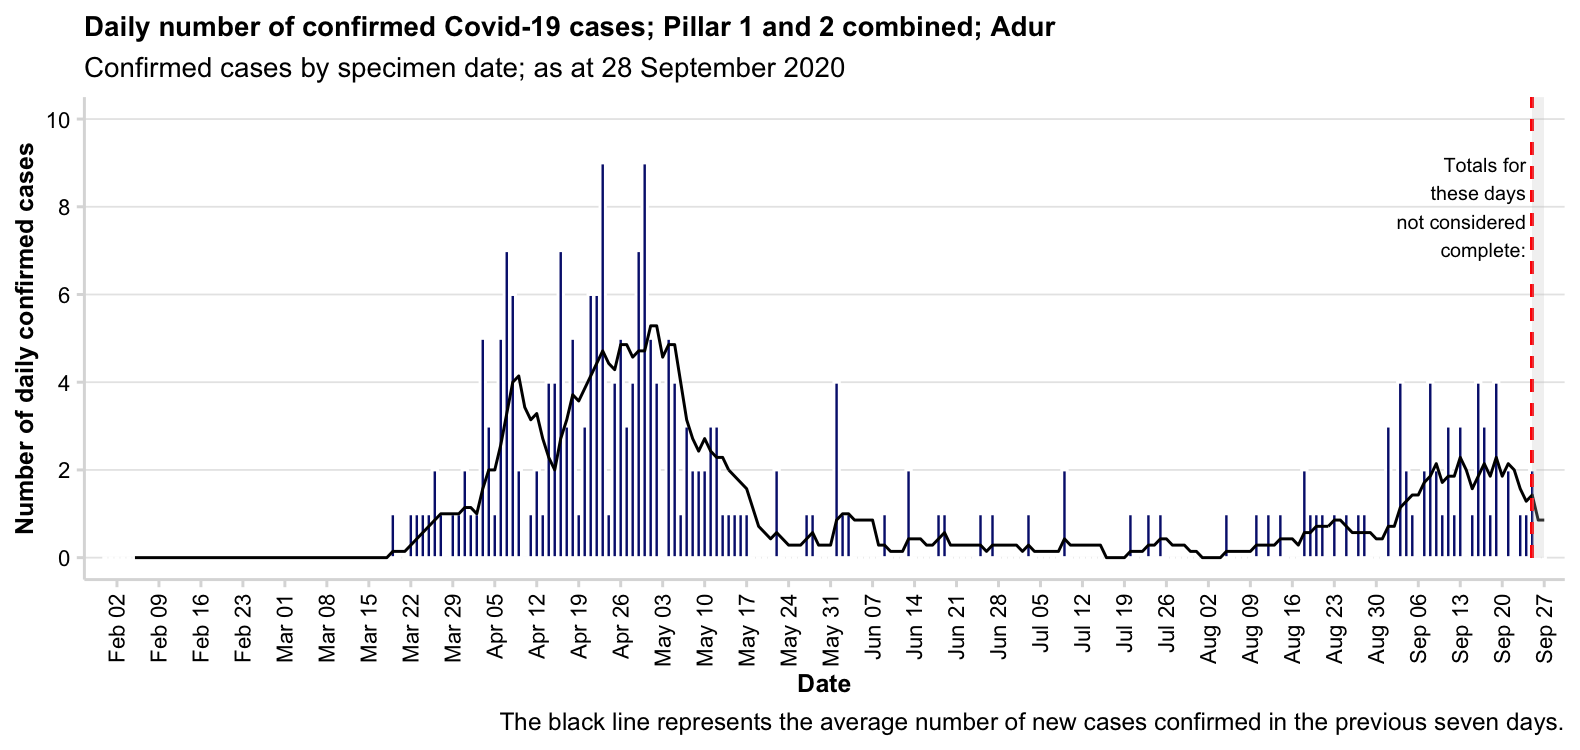 Daily number of confirmed Covid-19 cases; Pillar 1 and 2 combined; Adur
Confirmed cases by specimen date; as at 28 September 2020
Number of daily confirmed cases
10
8
6
4
2
0
Totals for
these days
not considered
complete:
Feb 02
Feb 09
Feb 16
Feb 23
Mar 01
Mar 08
Mar 15
Mar 22
Mar 29
Apr 05
Apr 12
Apr 19
Apr 26
May 03
May 10
May 17
May 24
May 31
Jun 07
Jun 14
Jun 21
Jun 28
Jul 05
Jul 12
Jul 19
Jul 26
Aug 02
Aug 09
Aug 16
Aug 23
Aug 30
Sep 06
Sep 13
Sep 20
Sep 27
Date
The black line represents the average number of new cases confirmed in the previous seven days.